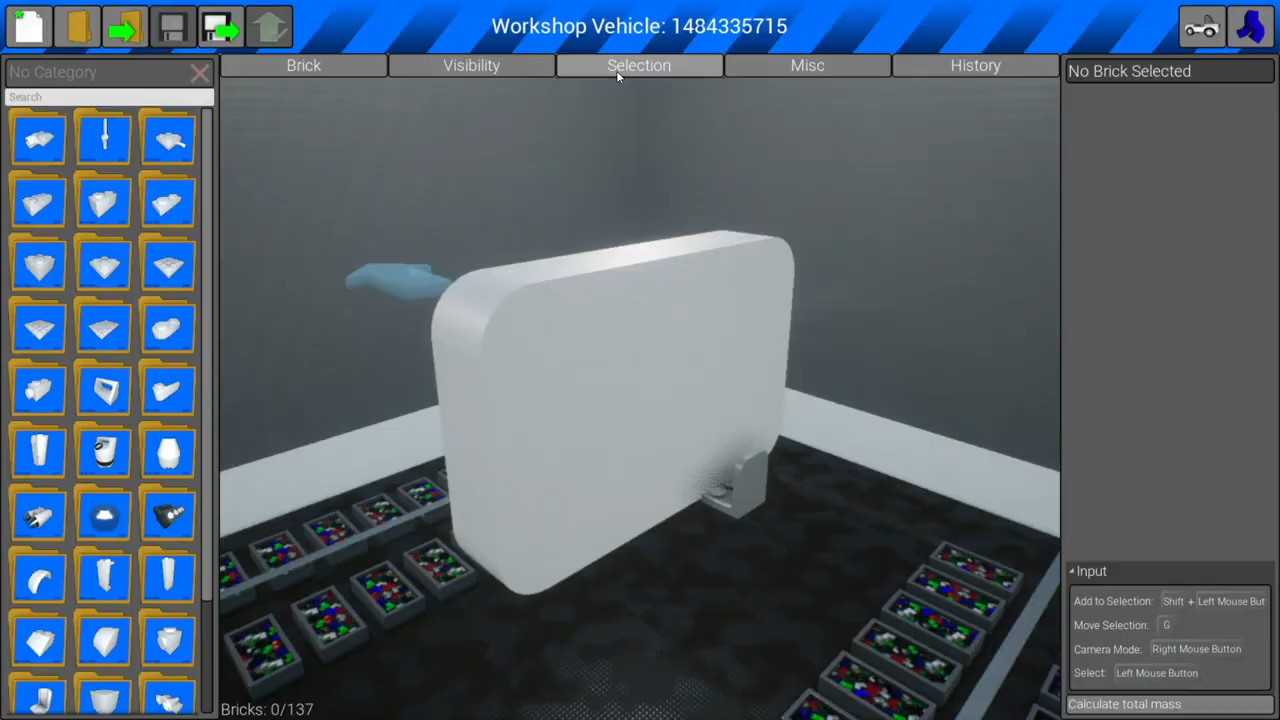 Workshop Vehicle: 1484335715
No Category
Search
Brick
Visibility
Selection
Misc
History
No Brick Selected
Input
Add to Selection: Shift + Left Mouse But
Move Selection: G
Camera Mode: Right Mouse Button
Select: Left Mouse Button
Calculate total mass
Bricks: 0/137